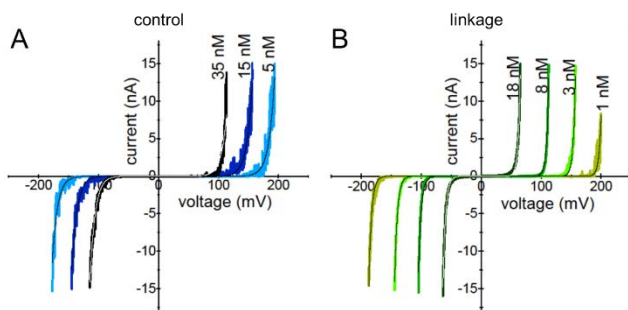 control
linkage
A
B
35 nM
15 nM
5 nM
18 nM
8 nM
3 nM
1 nM
current (nA)
15
10
5
0
-5
-10
-15
-200
-100
100
200
voltage (mV)
current (nA)
15
10
5
0
-5
-10
-15
-200
-100
100
200
voltage (mV)